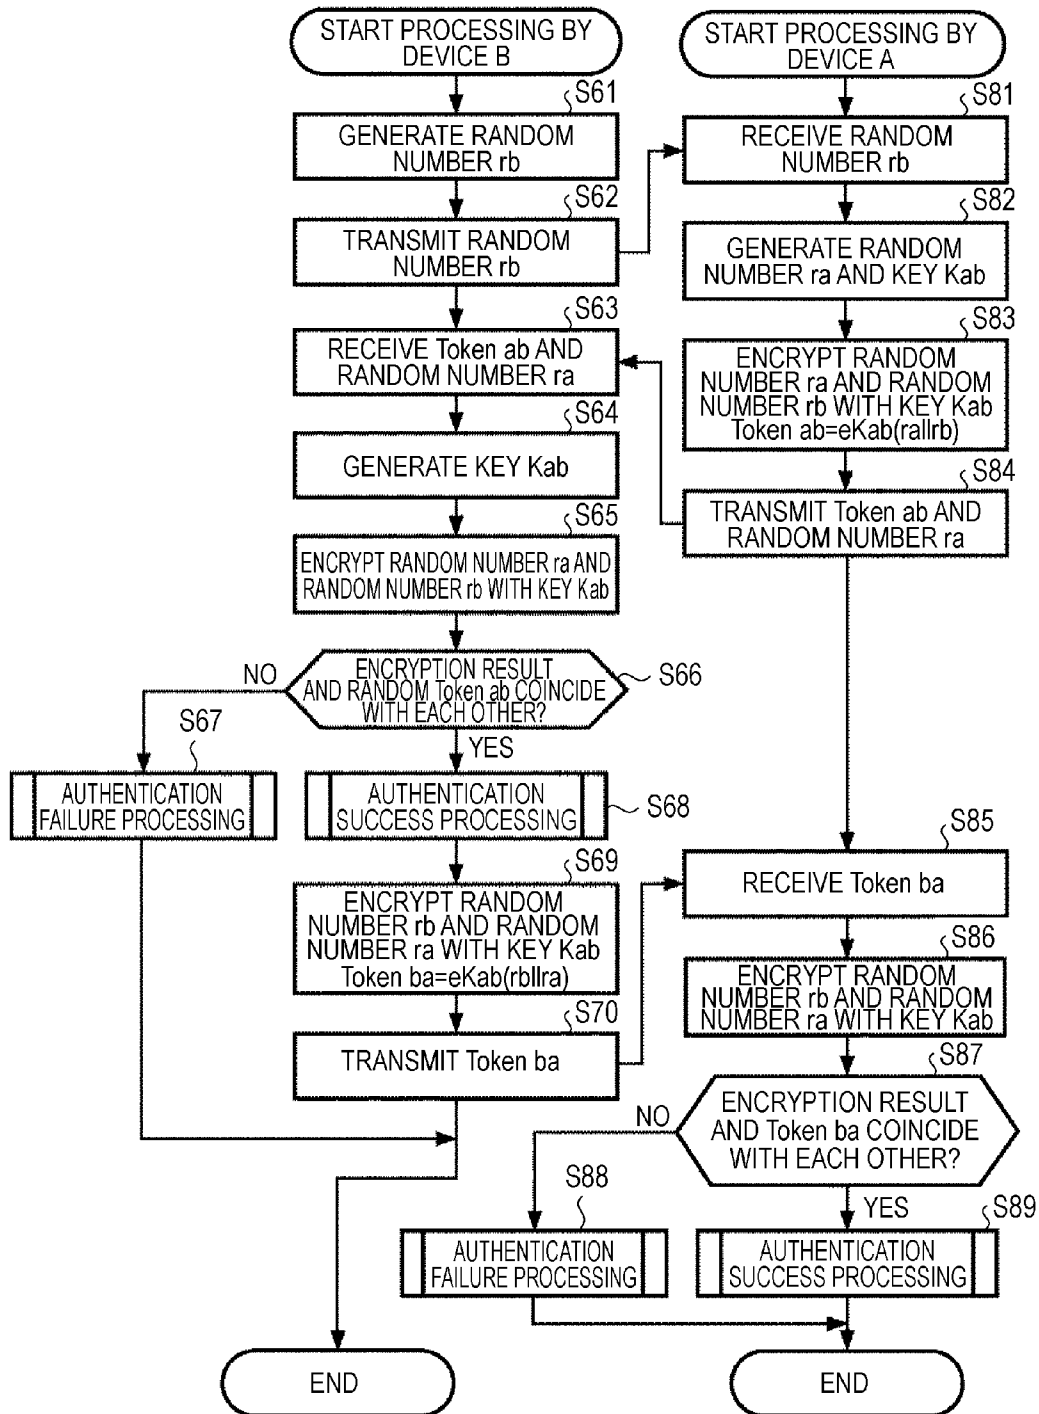 START PROCESSING BY
DEVICE B
S61
GENERATE RANDOM
NUMBER rb
S62
TRANSMIT RANDOM
NUMBER rb
S63
RECEIVE Token ab AND
RANDOM NUMBER ra
S64
GENERATE KEY Kab
S65
ENCRYPT RANDOM NUMBER ra AND
RANDOM NUMBER rb WITH KEY Kab
ENCRYPTION RESULT
AND RANDOM Token ab COINCIDE
WITH EACH OTHER?
S66
NO
YES
S67
AUTHENTICATION
FAILURE PROCESSING
AUTHENTICATION
SUCCESS PROCESSING
S68
S69
ENCRYPT RANDOM
NUMBER rb AND RANDOM
NUMBER ra WITH KEY Kab
Token ba=eKab(rbllra)
S70
TRANSMIT Token ba
END
START PROCESSING BY
DEVICE A
S81
RECEIVE RANDOM
NUMBER rb
S82
GENERATE RANDOM
NUMBER ra AND KEY Kab
S83
ENCRYPT RANDOM
NUMBER ra AND RANDOM
NUMBER rb WITH KEY Kab
Token ab=eKab(rallrb)
S84
TRANSMIT Token ab AND
RANDOM NUMBER ra
S85
RECEIVE Token ba
S86
ENCRYPT RANDOM
NUMBER rb AND RANDOM
NUMBER ra WITH KEY Kab
S87
ENCRYPTION RESULT
AND Token ba COINCIDE
WITH EACH OTHER?
NO
YES
S88
AUTHENTICATION
FAILURE PROCESSING
S89
AUTHENTICATION
SUCCESS PROCESSING
END